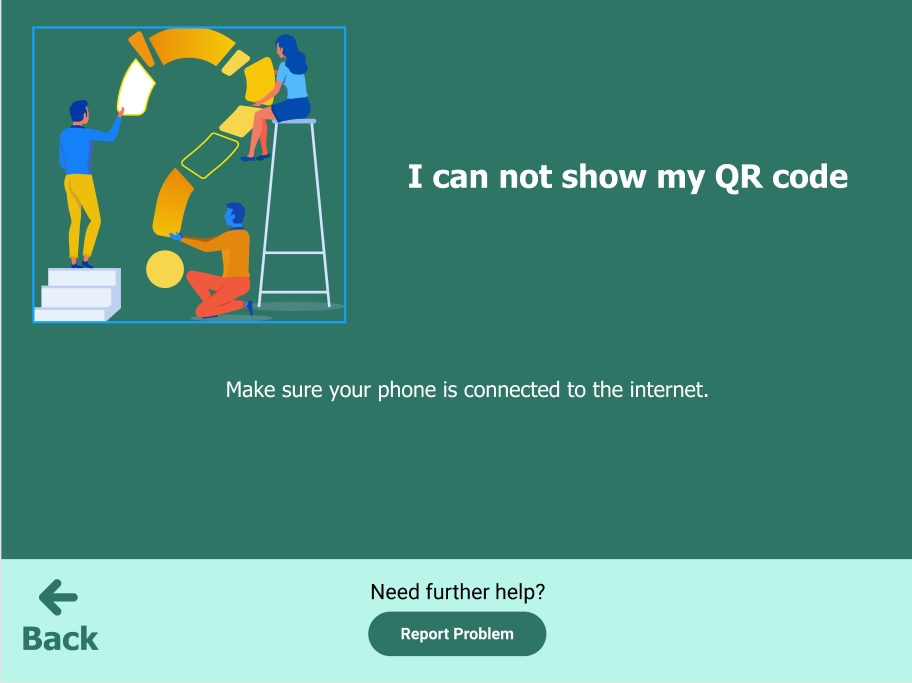 I can not show my QR code
Make sure your phone is connected to the internet.
Need further help?
Report Problem
Back